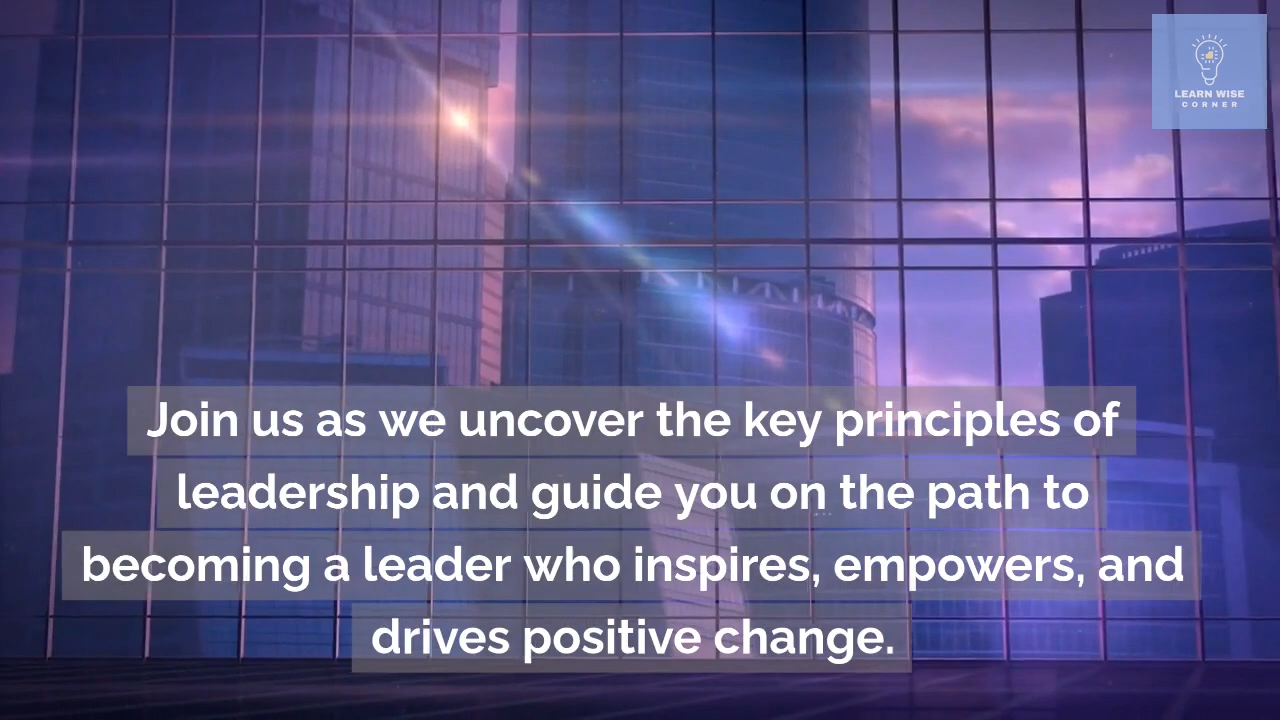 LEARN WISE
CORNER
Join us as we uncover the key principles of
leadership and guide you on the path to
becoming a leader who inspires, empowers, and
drives positive change.